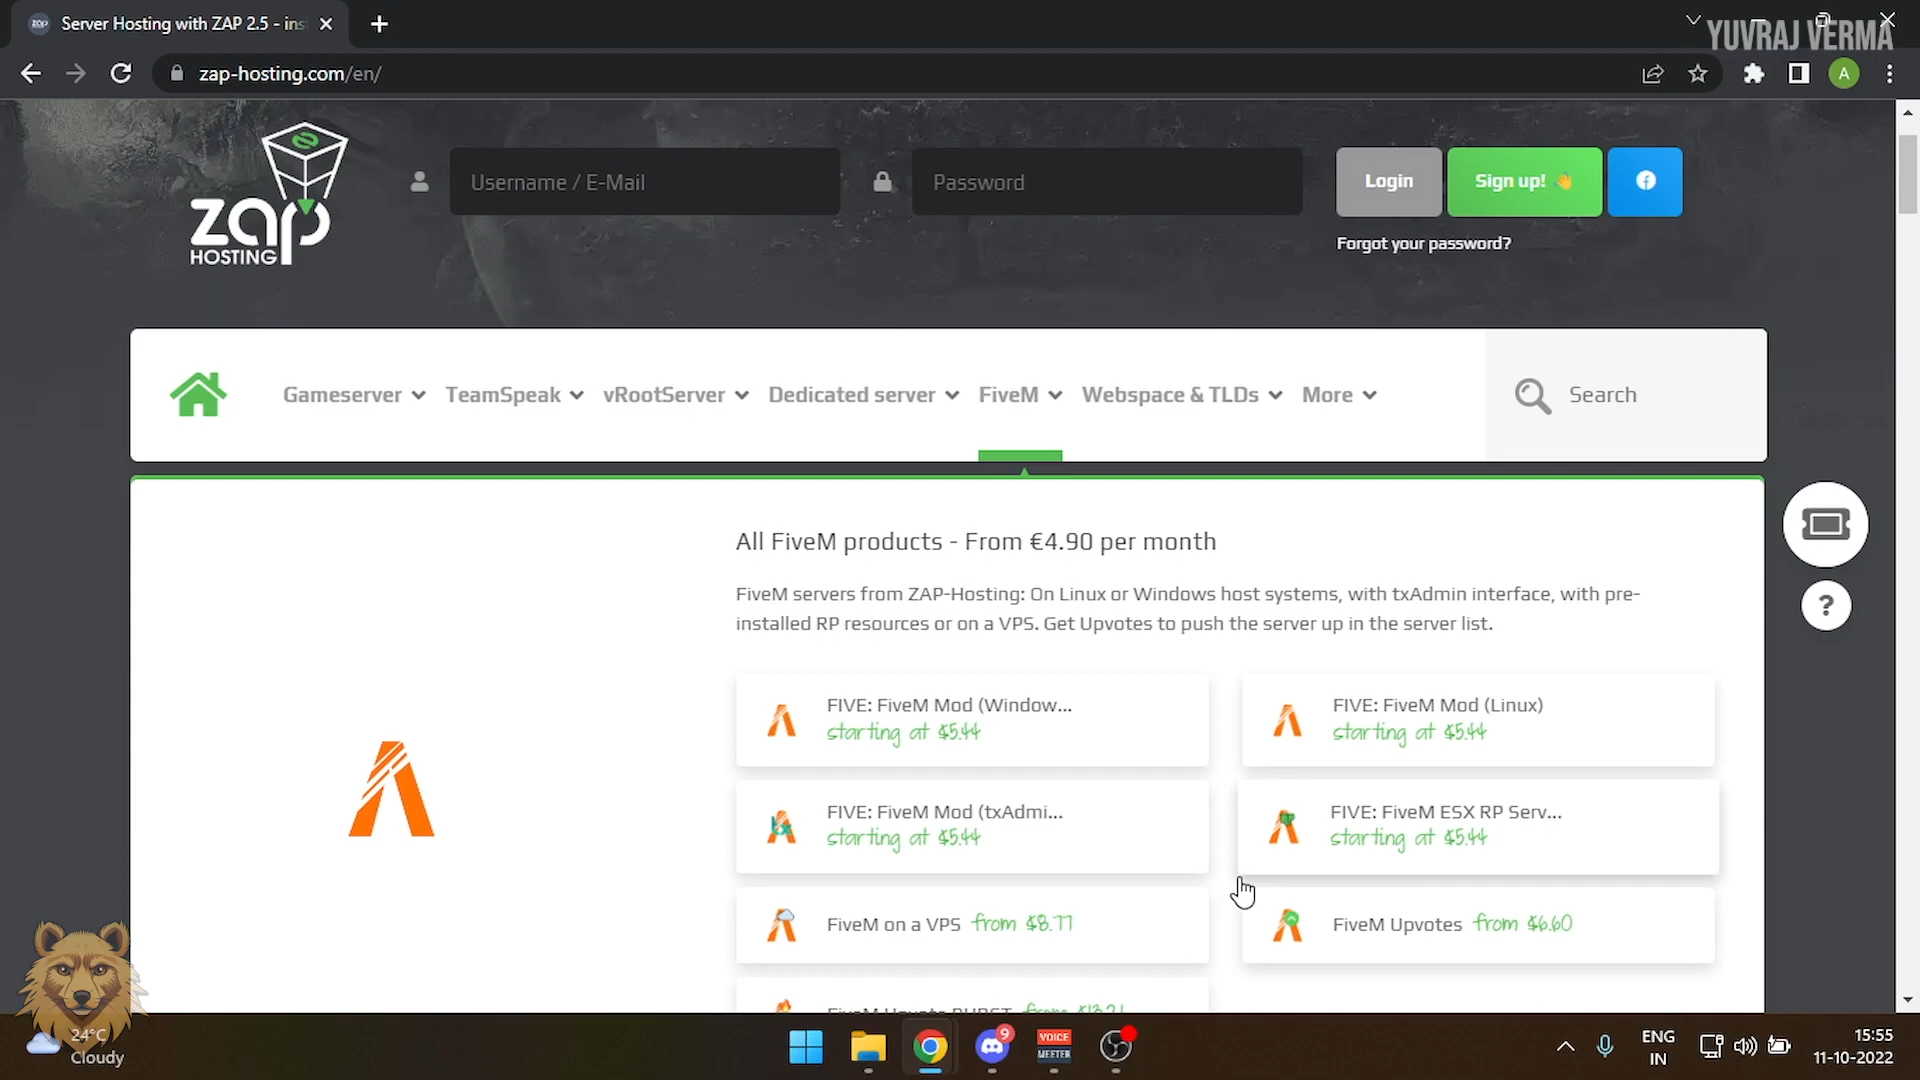 Server Hosting with ZAP 2.5 - ins
YUVRAJ VERMA
zap-hosting.com/en/
A
zap
HOSTING
Username / E-Mail
Password
Login
Sign up! 👋
Forgot your password?
Gameserver
TeamSpeak
vRootServer
Dedicated server
FiveM
Webspace & TLDs
More
Search
All FiveM products - From €4.90 per month
FiveM servers from ZAP-Hosting: On Linux or Windows host systems, with txAdmin interface, with pre-
installed RP resources or on a VPS. Get Upvotes to push the server up in the server list.
FIVE: FiveM Mod (Window...
starting at $5.44
FIVE: FiveM Mod (Linux)
starting at $5.44
FIVE: FiveM Mod (txAdmi...
starting at $5.44
FIVE: FiveM ESX RP Serv...
starting at $5.44
FiveM on a VPS from $8.77
FiveM Upvotes from $6.60
?
24°C
Cloudy
9
VOICE
MEETER
ENG
IN
15:55
11-10-2022